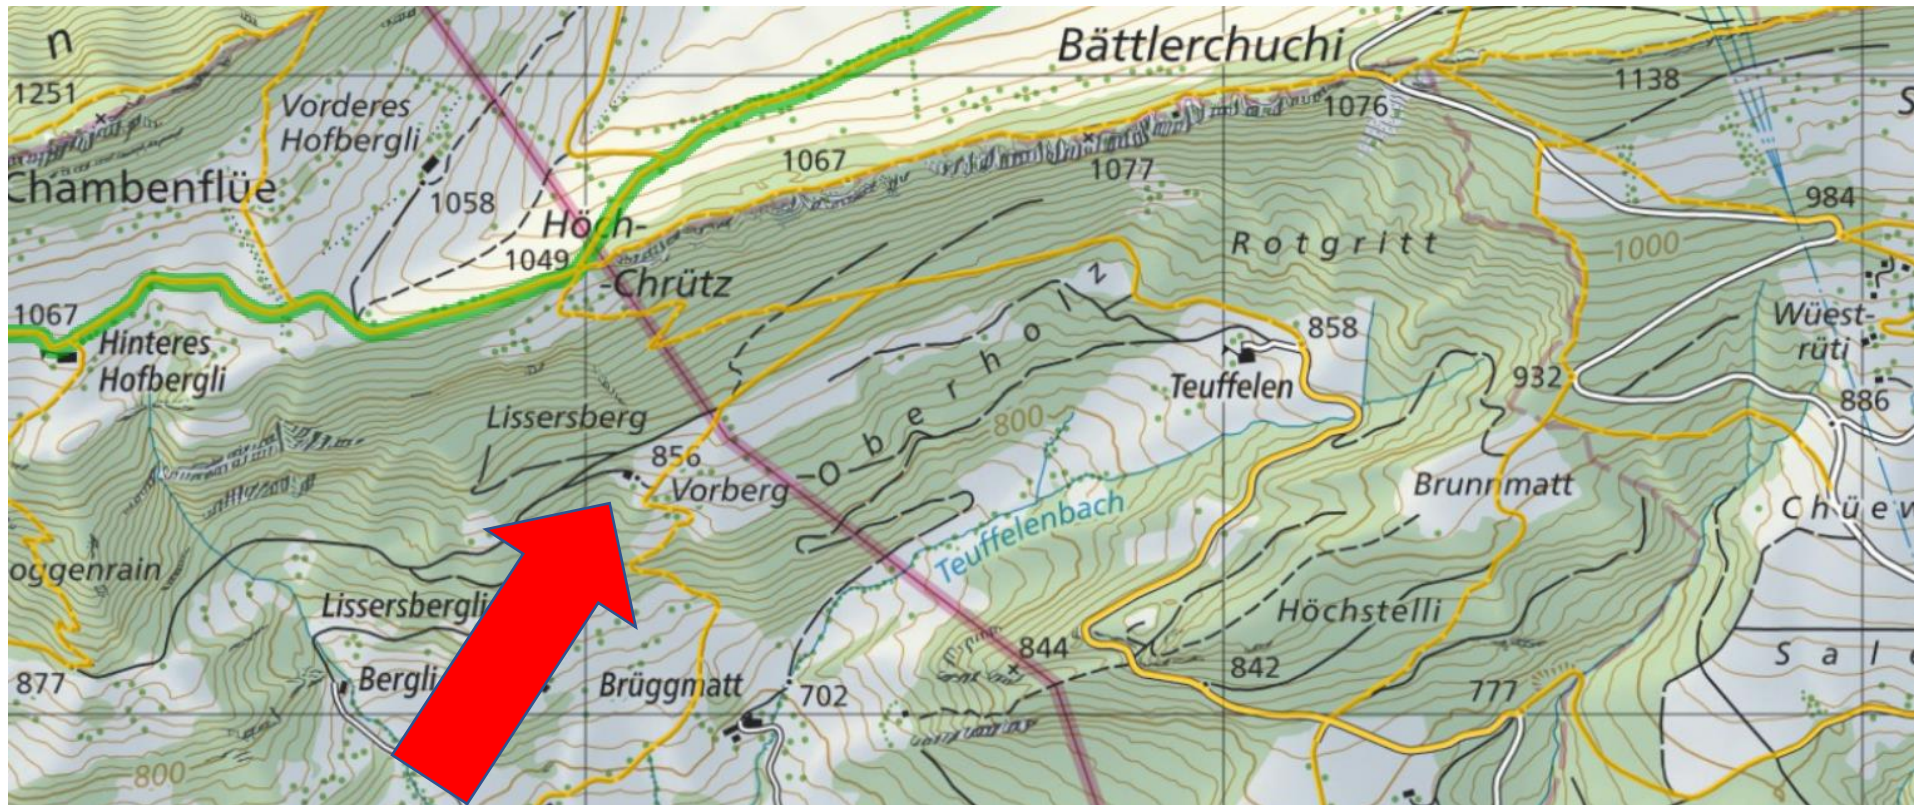 n
Bättlerchuchi
1251
1138
Vorderes
Hofbergli
1076
1067
1077
Chambenflüe
1058
984
Höch-
Rotgritt
1000
1049
-Chrütz
1067
Hinteres
Hofbergli
858
Wüest-
rüti
Teuffelen
932
886
Lissersberg
800
Oberholz
856
Vorberg
Brunnmatt
Chüew
Teuffelenbach
oggenrain
Lissersbergli
Höchstelli
844
842
Sal
877
Bergli
Brüggmatt
702
777
800